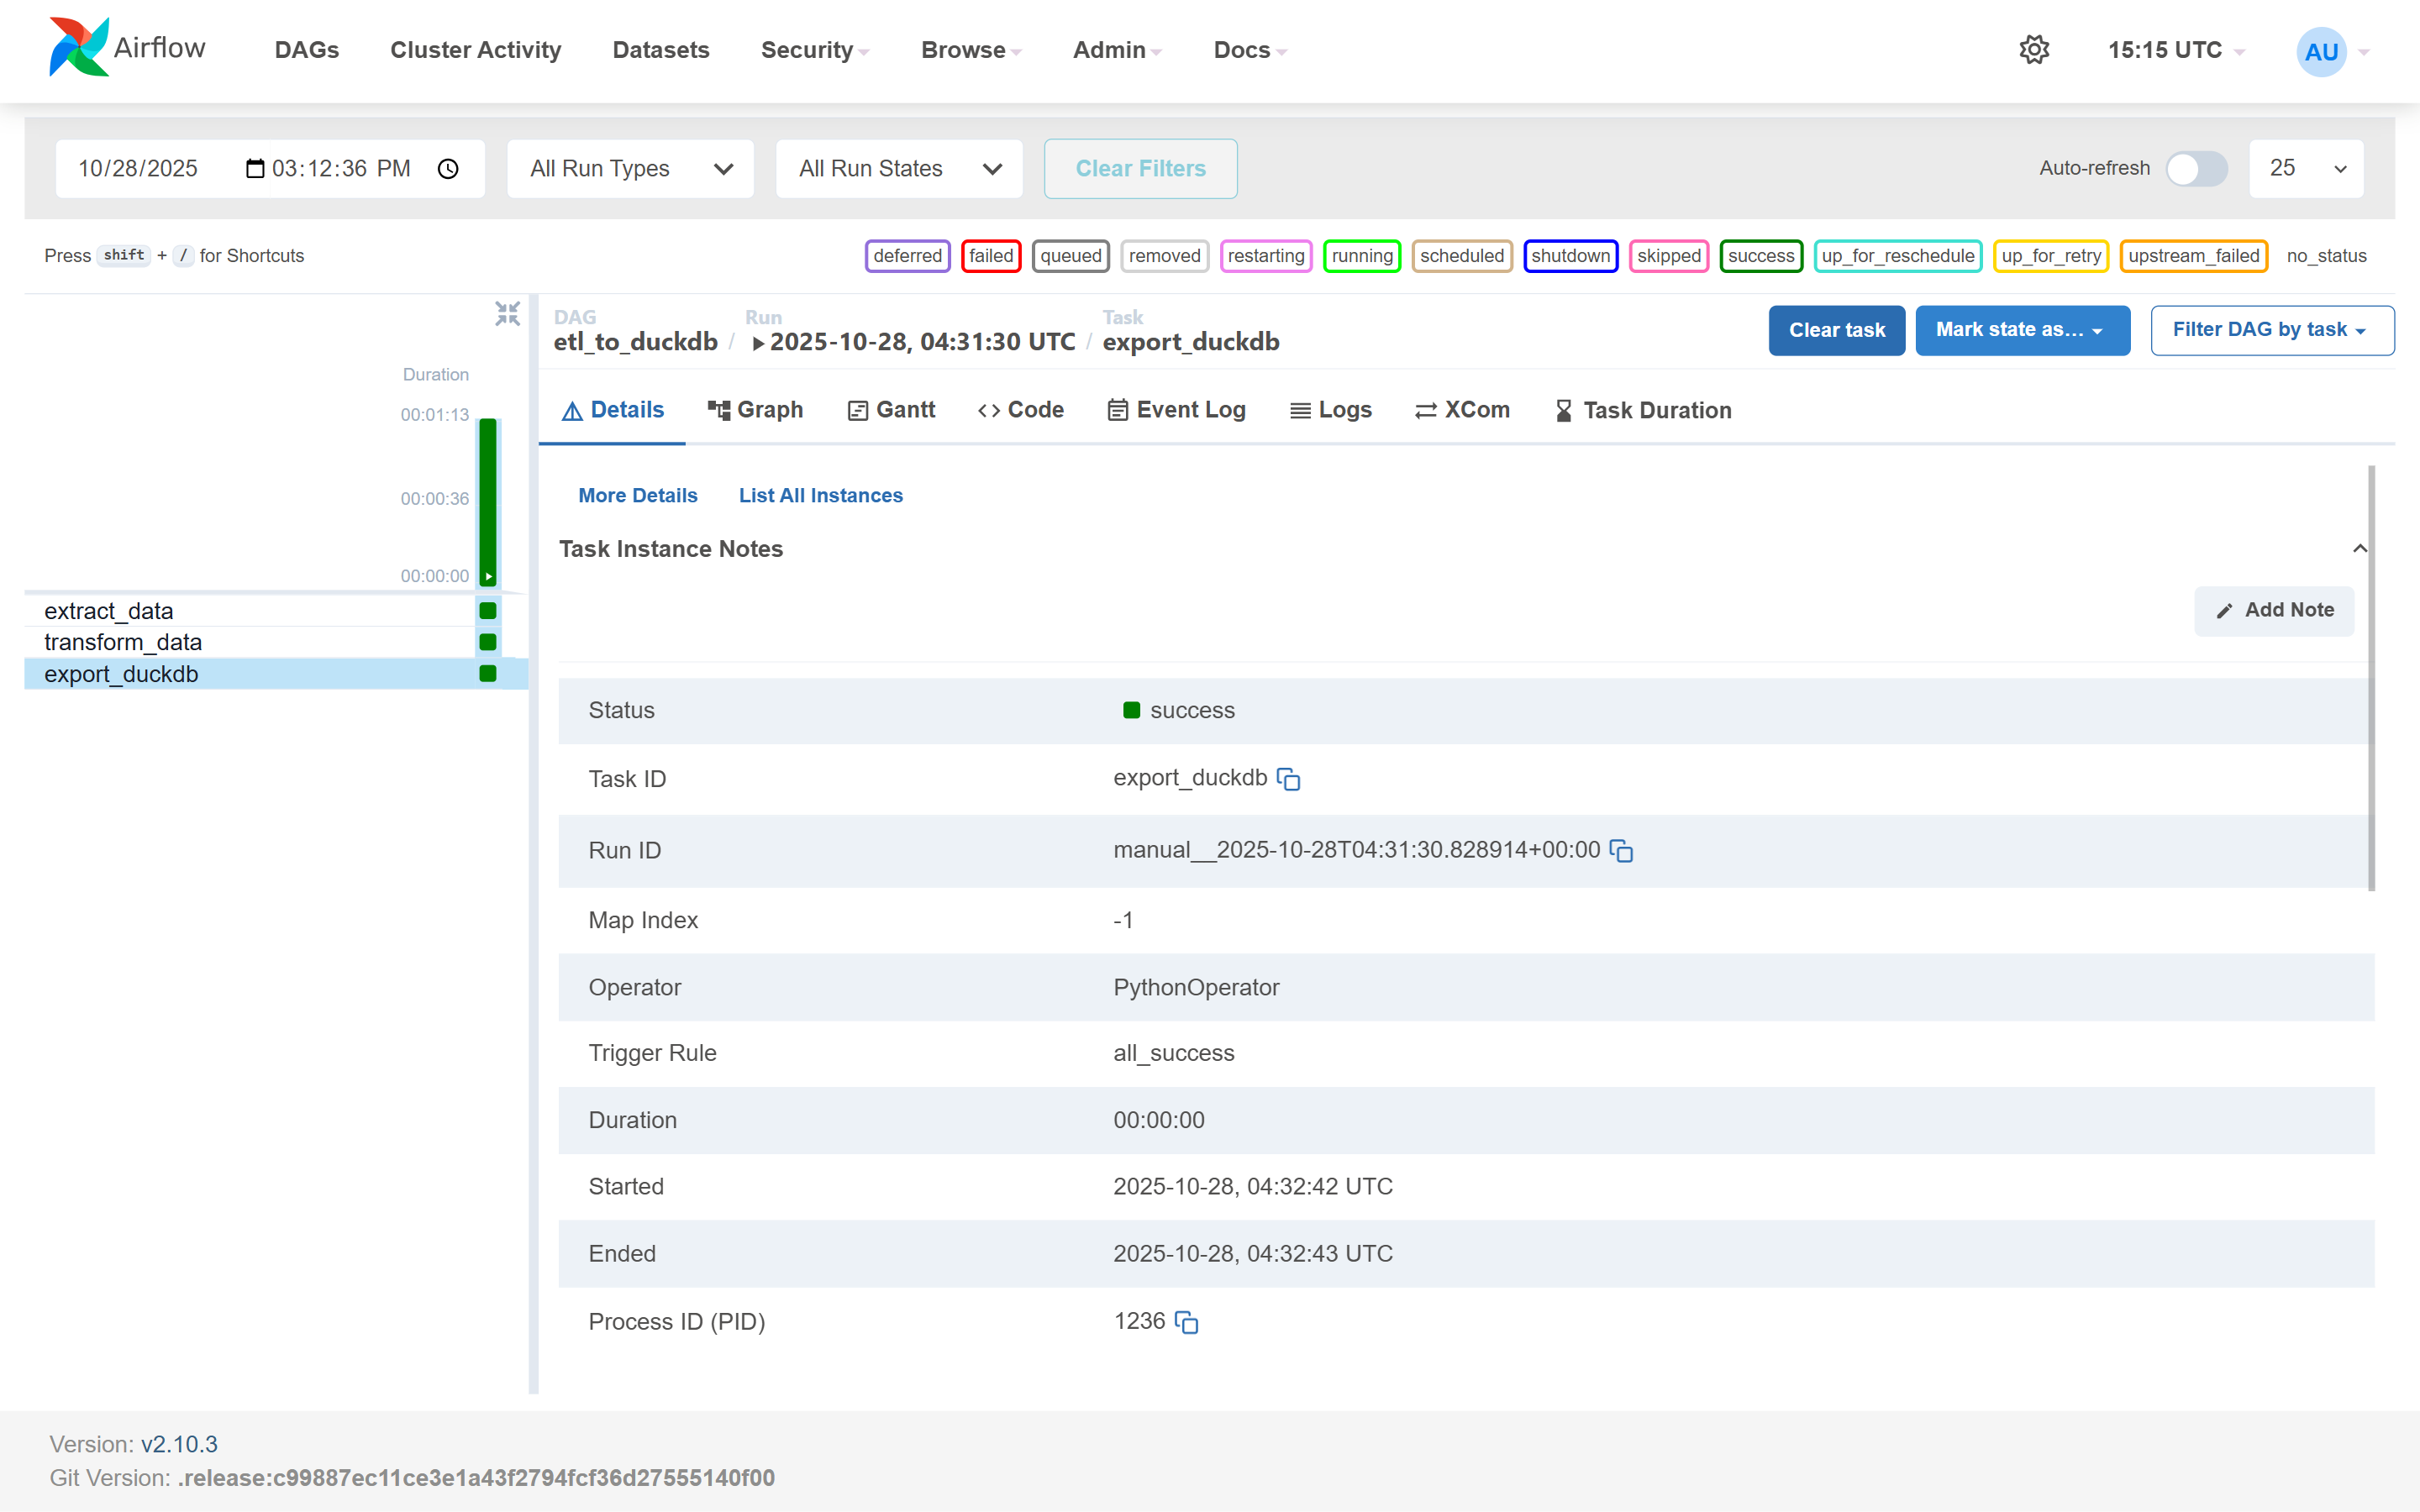 Airflow DAGs Cluster Activity Datasets Security Browse Admin Docs 15:15 UTC AU
10/28/2025 03:12:36 PM All Run Types All Run States Clear Filters Auto-refresh 25
Press shift + / for Shortcuts deferred failed queued removed restarting running scheduled shutdown skipped success up_for_reschedule up_for_retry upstream_failed no_status
DAG Run Task
etl_to_duckdb / 2025-10-28, 04:31:30 UTC / export_duckdb
Clear task Mark state as... Filter DAG by task
Duration
00:01:13
00:00:36
00:00:00
extract_data
transform_data
export_duckdb
Details Graph Gantt Code Event Log Logs XCom Task Duration
More Details List All Instances
Task Instance Notes
Add Note
Status success
Task ID export_duckdb
Run ID manual__2025-10-28T04:31:30.828914+00:00
Map Index -1
Operator PythonOperator
Trigger Rule all_success
Duration 00:00:00
Started 2025-10-28, 04:32:42 UTC
Ended 2025-10-28, 04:32:43 UTC
Process ID (PID) 1236
Version: v2.10.3
Git Version: .release:c99887ec11ce3e1a43f2794fcf36d27555140f00